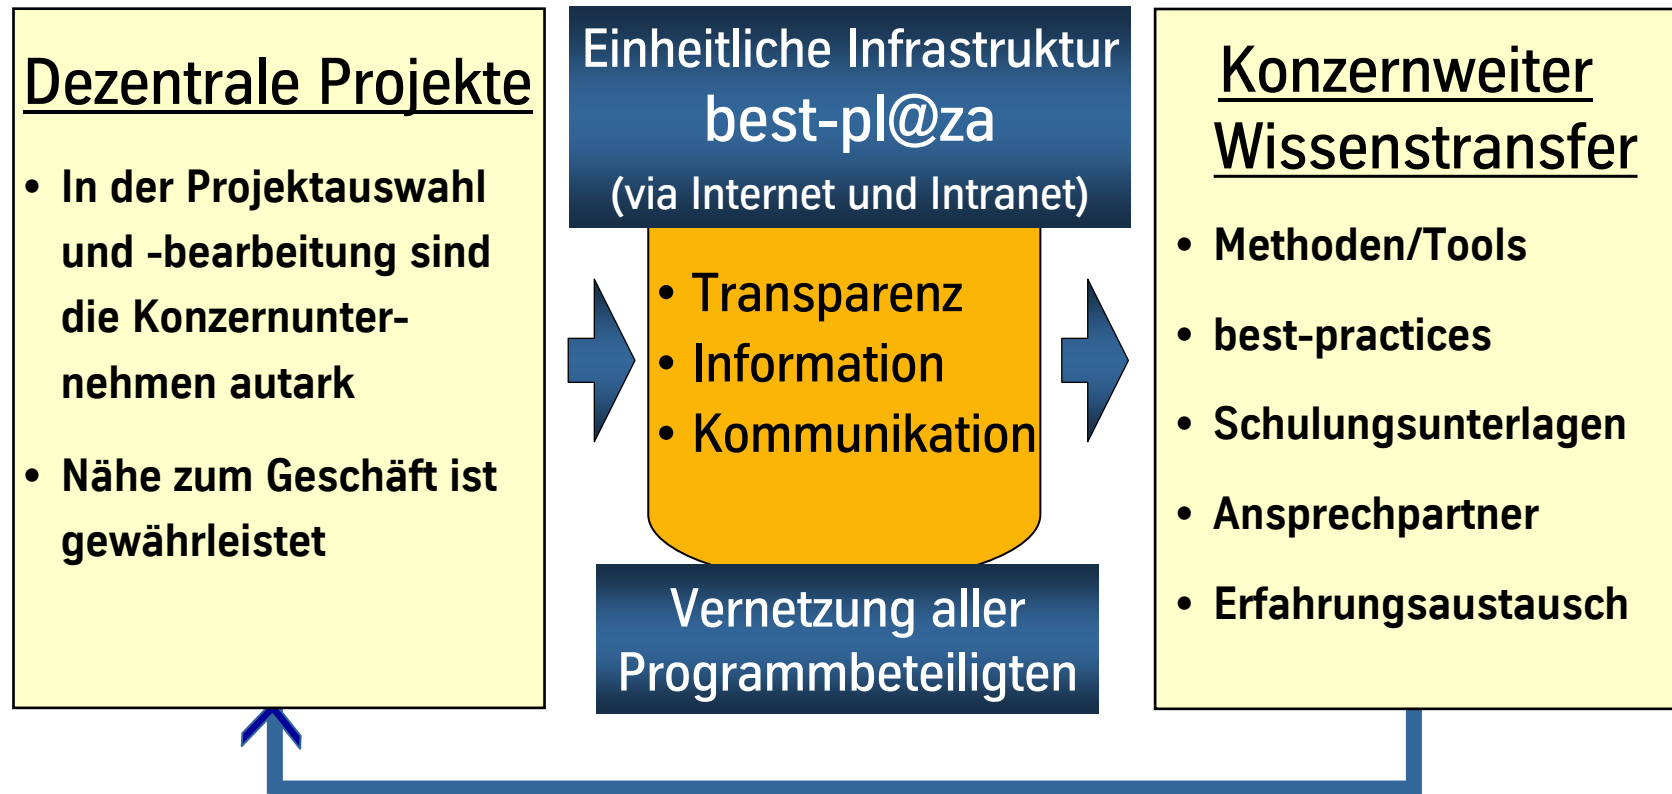 Dezentrale Projekte
• In der Projektauswahl
und -bearbeitung sind
die Konzernunter-
nehmen autark
• Nähe zum Geschäft ist
gewährleistet
Einheitliche Infrastruktur
best-pl@za
(via Internet und Intranet)
• Transparenz
• Information
• Kommunikation
Vernetzung aller
Programmbeteiligten
Konzernweiter
Wissenstransfer
• Methoden/Tools
• best-practices
• Schulungsunterlagen
• Ansprechpartner
• Erfahrungsaustausch